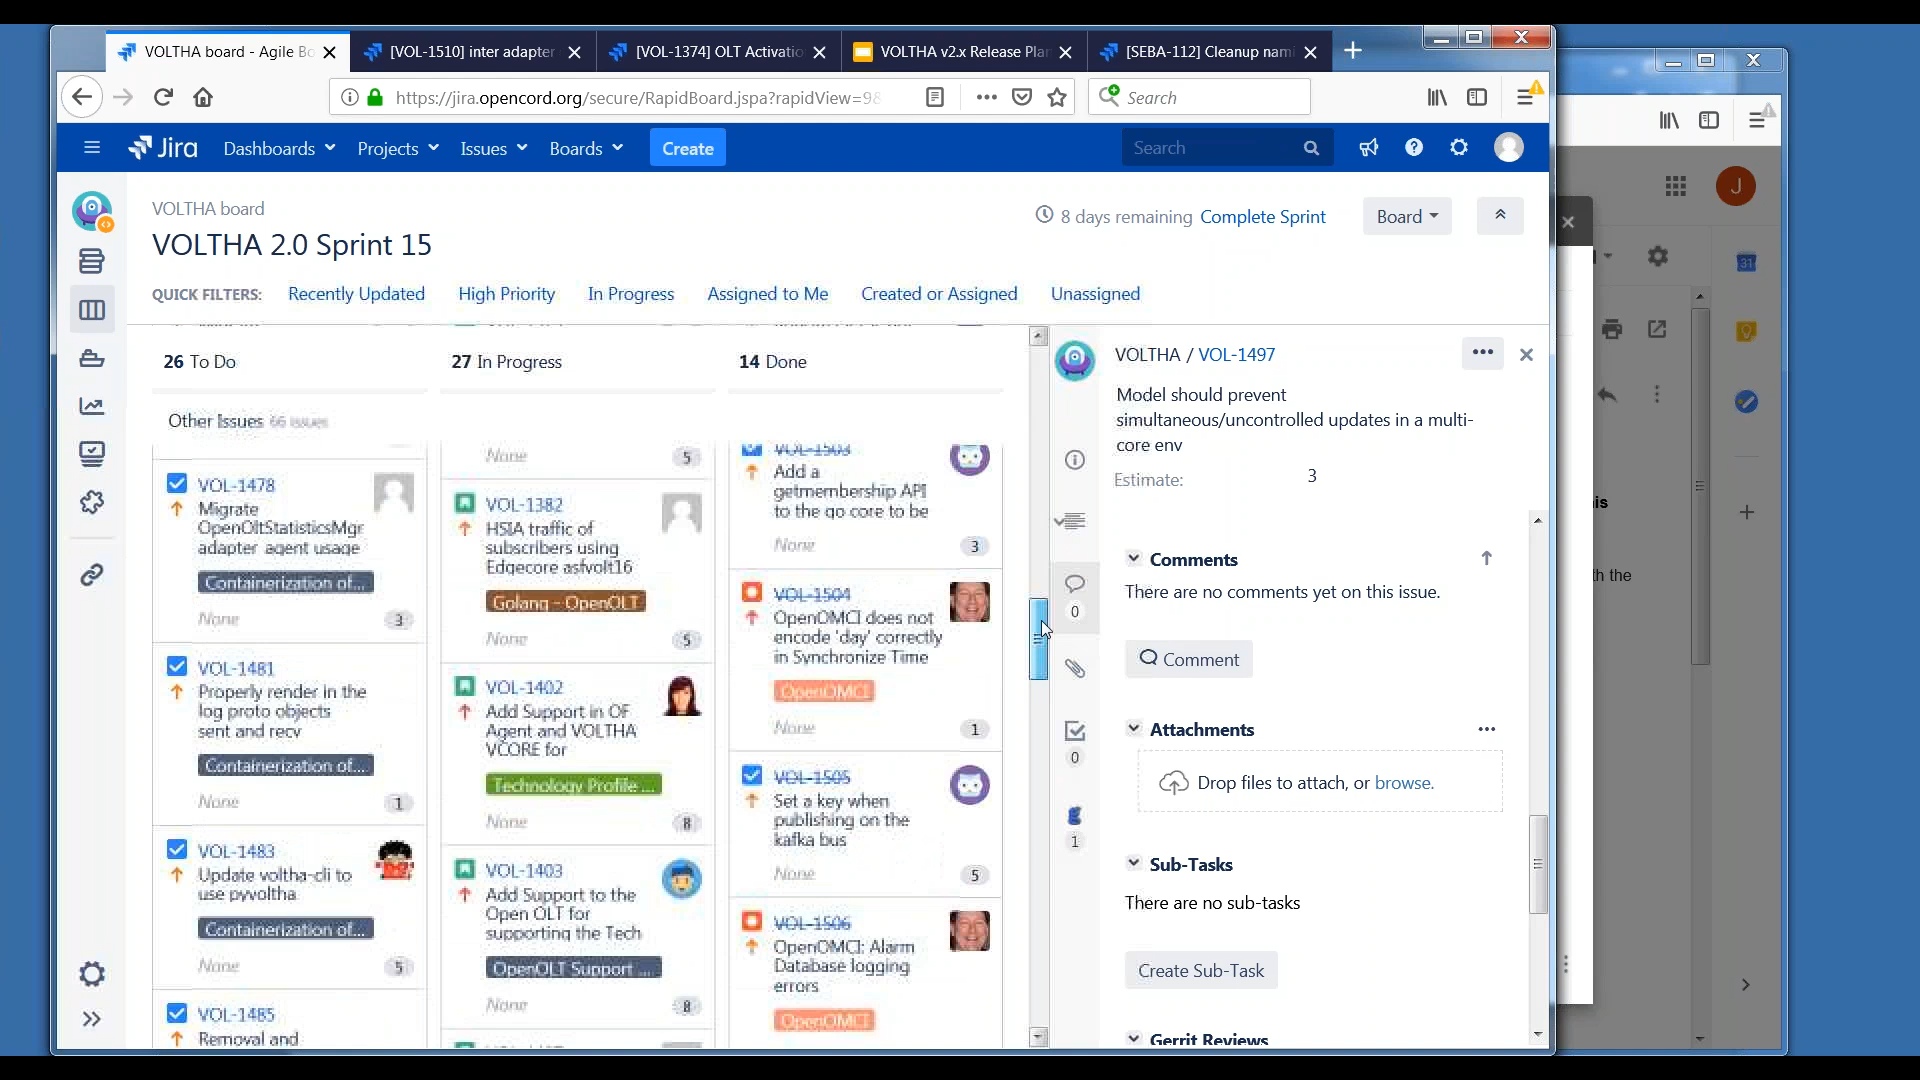 VOLTHA board - Agile Bo
[VOL-1510] inter adapter
[VOL-1374] OLT Activatio
VOLTHA v2.x Release Plan
[SEBA-112] Cleanup nami
https://jira.opencord.org/secure/RapidBoard.jspa?rapidView=98
Search
Jira
Dashboards
Projects
Issues
Boards
Create
Search
J
31
VOLTHA board
VOLTHA 2.0 Sprint 15
8 days remaining Complete Sprint
Board
QUICK FILTERS: Recently Updated High Priority In Progress Assigned to Me Created or Assigned Unassigned
26 To Do
27 In Progress
14 Done
Other Issues 66 issues
VOL-1478
Migrate
OpenOltStatisticsMgr
adapter agent usage
Containerization of...
None 3
VOL-1481
Properly render in the
log proto objects
sent and recv
Containerization of...
None 1
VOL-1483
Update voltha-cli to
use pyvoltha
Containerization of...
None 5
VOL-1485
Removal and
None 5
VOL-1382
HSIA traffic of
subscribers using
Edgecore asfvolt16
Golang - OpenOLT
None 5
VOL-1402
Add Support in OF
Agent and VOLTHA
VCORE for
Technology Profile ...
None 8
VOL-1403
Add Support to the
Open OLT for
supporting the Tech
OpenOLT Support ...
None 8
VOL-1503
Add a
getmembership API
to the go core to be
None 3
VOL-1504
OpenOMCI does not
encode 'day' correctly
in Synchronize Time
OpenOMCI
None 1
VOL-1505
Set a key when
publishing on the
kafka bus
None 5
VOL-1506
OpenOMCI: Alarm
Database logging
errors
OpenOMCI
VOLTHA / VOL-1497
Model should prevent
simultaneous/uncontrolled updates in a multi-
core env
Estimate: 3
0
0
1
Comments
There are no comments yet on this issue.
Comment
Attachments
Drop files to attach, or browse.
Sub-Tasks
There are no sub-tasks
Create Sub-Task
Gerrit Reviews
is
th the